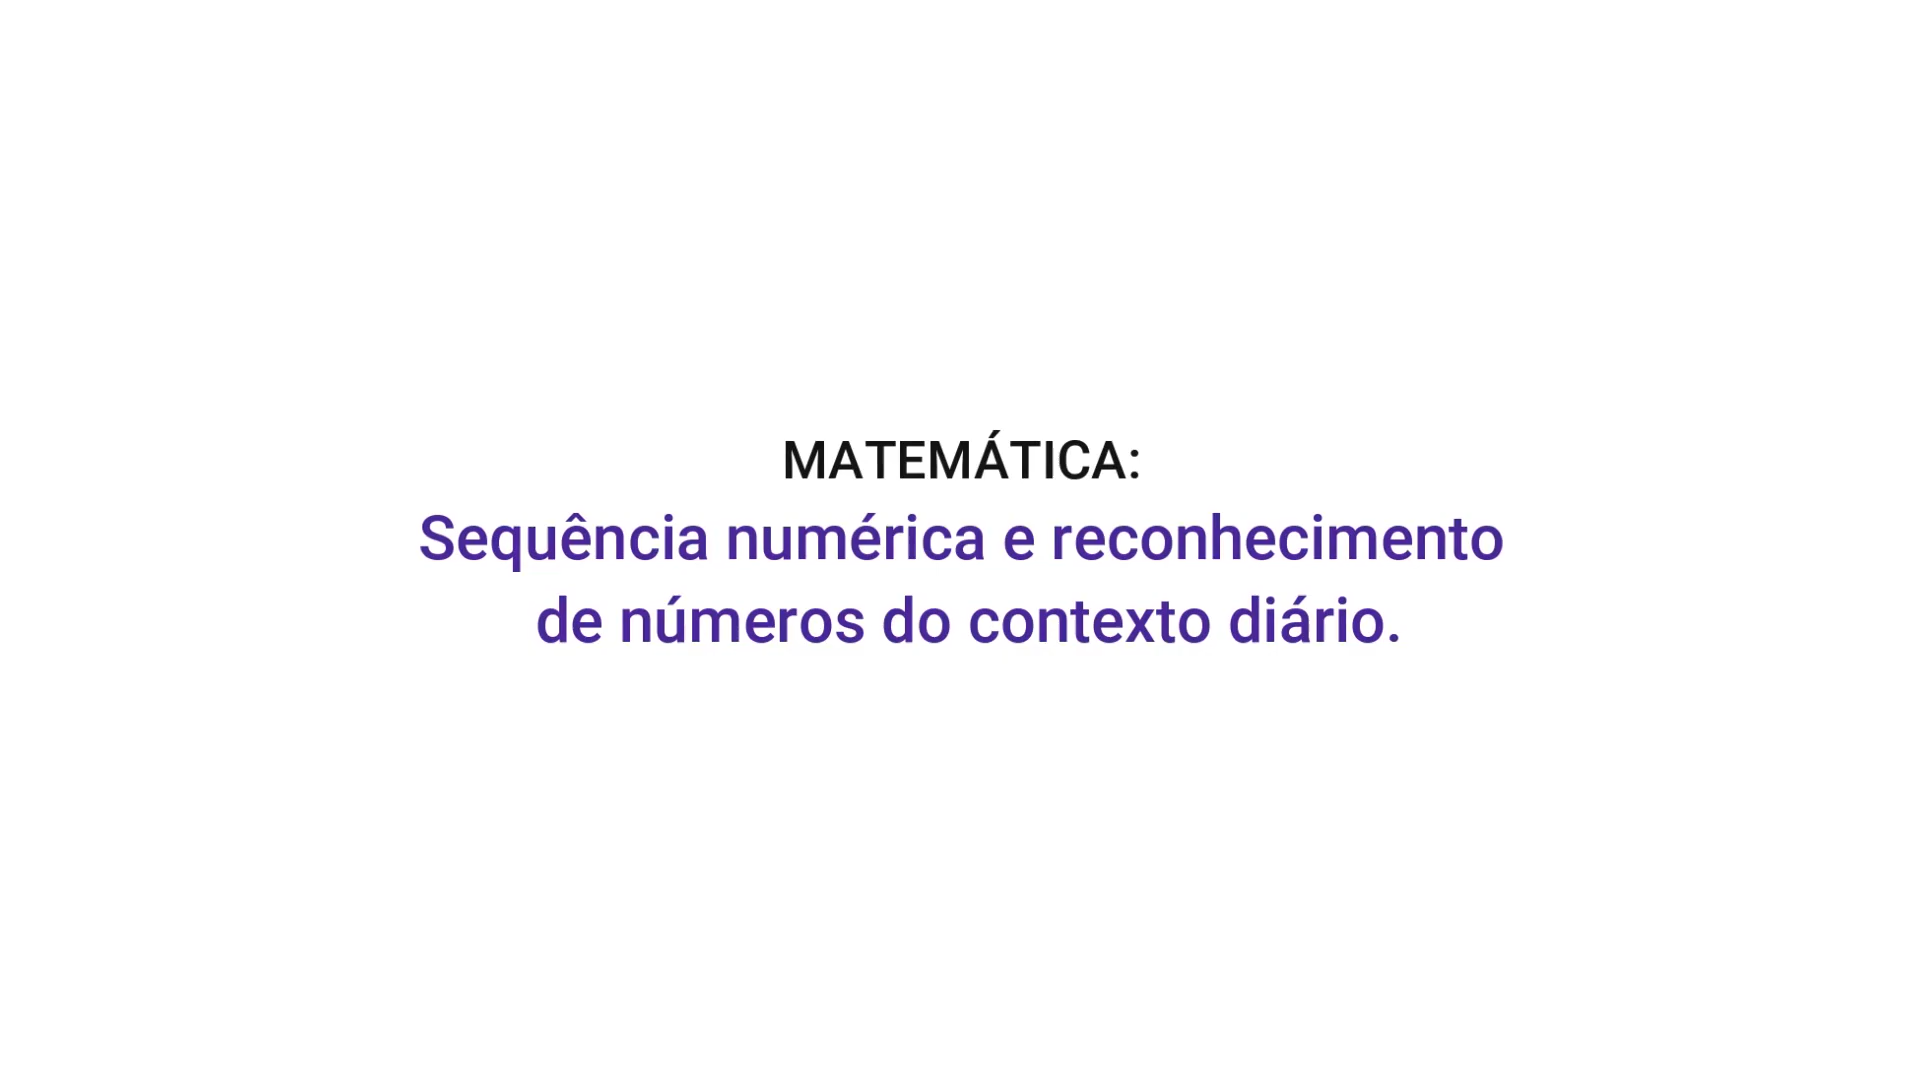 MATEMÁTICA:
Sequência numérica e reconhecimento
de números do contexto diário.